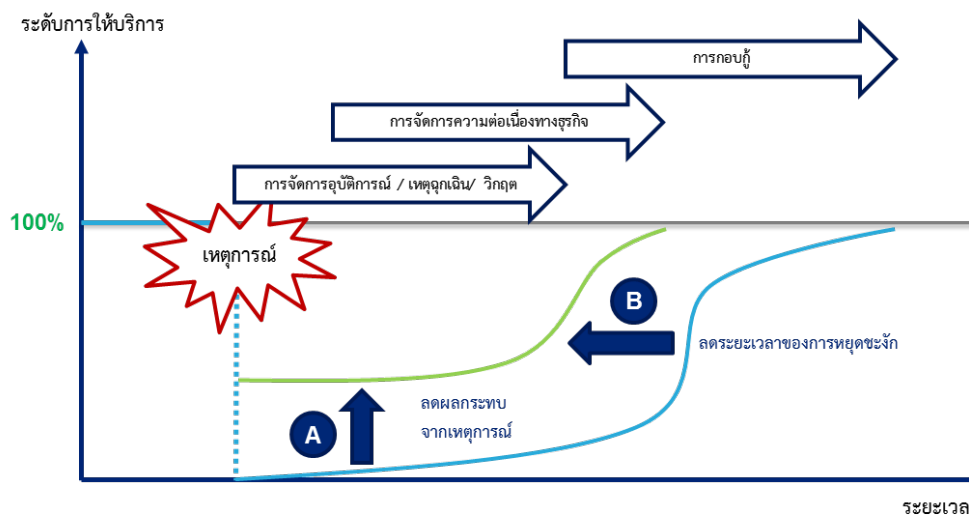 ระดับการให้บริการ
การกอบกู้
การจัดการความต่อเนื่องทางธุรกิจ
การจัดการอุบัติการณ์ / เหตุฉุกเฉิน/ วิกฤต
100%
เหตุการณ์
B
ลดระยะเวลาของการหยุดชะงัก
ลดผลกระทบ
จากเหตุการณ์
A
ระยะเวล